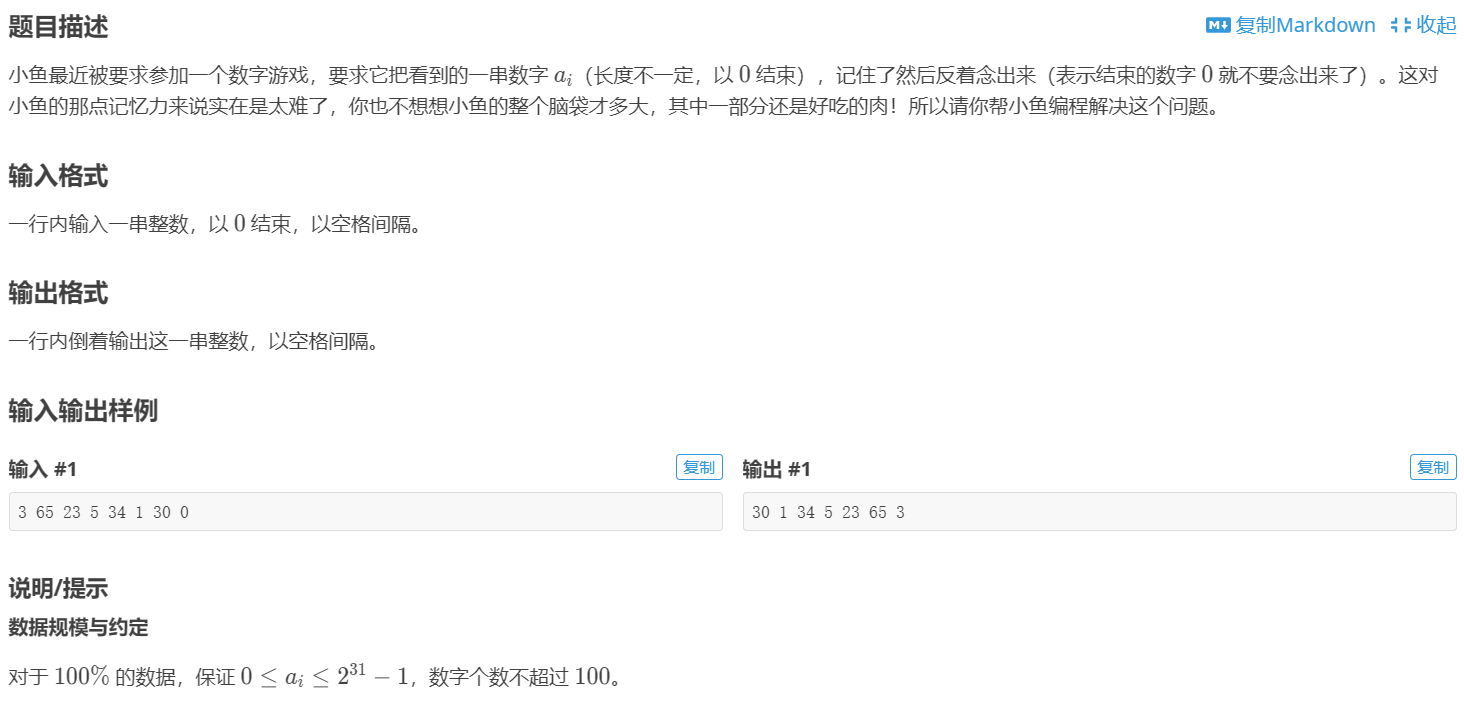 题目描述
M↓ 复制Markdown 收起
小鱼最近被要求参加一个数字游戏，要求它把看到的一串数字 aᵢ（长度不一定，以 0 结束），记住了然后反着念出来（表示结束的数字 0 就不要念出来了）。这对
小鱼的那点记忆力来说实在是太难了，你也不想想小鱼的整个脑袋才多大，其中一部分还是好吃的肉！所以请你帮小鱼编程解决这个问题。
输入格式
一行内输入一串整数，以 0 结束，以空格间隔。
输出格式
一行内倒着输出这一串整数，以空格间隔。
输入输出样例
输入 #1 复制 输出 #1 复制
3 65 23 5 34 1 30 0 30 1 34 5 23 65 3
说明/提示
数据规模与约定
对于 100% 的数据，保证 0 ≤ aᵢ ≤ 2³¹ − 1，数字个数不超过 100。